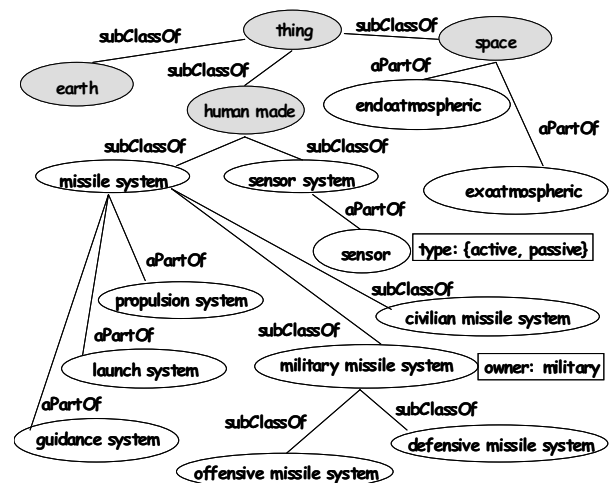 thing
subClassOf
subClassOf
space
earth
subClassOf
aPartOf
human made
endoatmospheric
aPartOf
subClassOf
subClassOf
missile system
sensor system
exoatmospheric
aPartOf
sensor
type: {active, passive}
aPartOf
propulsion system
subClassOf
civilian missile system
aPartOf
subClassOf
launch system
military missile system
owner: military
aPartOf
guidance system
subClassOf
subClassOf
defensive missile system
offensive missile system